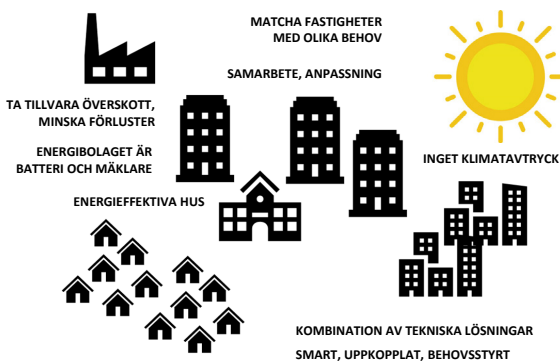 MATCHA FASTIGHETER
MED OLIKA BEHOV
SAMARBETE, ANPASSNING
TA TILLVARA ÖVERSKOTT,
MINSKA FÖRLUSTER
ENERGIBOLAGET ÄR
BATTERI OCH MÄKLARE
INGET KLIMATAVTRYCK
ENERGIEFFEKTIVA HUS
KOMBINATION AV TEKNISKA LÖSNINGAR
SMART, UPPKOPPLAT, BEHOVSSTYRT